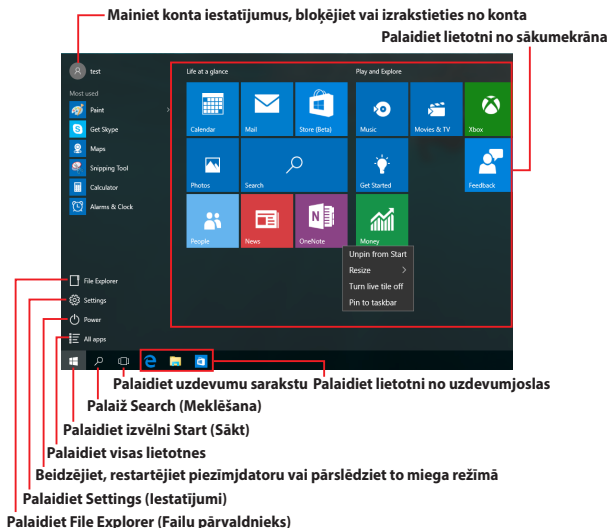 Mainiet konta iestatījumus, bloķējiet vai izrakstieties no konta
Palaidiet lietotni no sākumekrāna
test
Life at a glance
Play and Explore
Most used
Paint
Get Skype
Maps
Snipping Tool
Calculator
Alarms & Clock
Calendar
Mail
Store (Beta)
Music
Movies & TV
Xbox
Photos
Search
Get Started
Feedback
People
News
OneNote
Money
Unpin from Start
Resize
Turn live tile off
Pin to taskbar
File Explorer
Settings
Power
All apps
Palaidiet uzdevumu sarakstu Palaidiet lietotni no uzdevumjoslas
Palaiž Search (Meklēšana)
Palaidiet izvēlni Start (Sākt)
Palaidiet visas lietotnes
Beidzējiet, restartējiet piezīmjdatoru vai pārslēdziet to miega režīmā
Palaidiet Settings (Iestatījumi)
Palaidiet File Explorer (Failu pārvaldnieks)